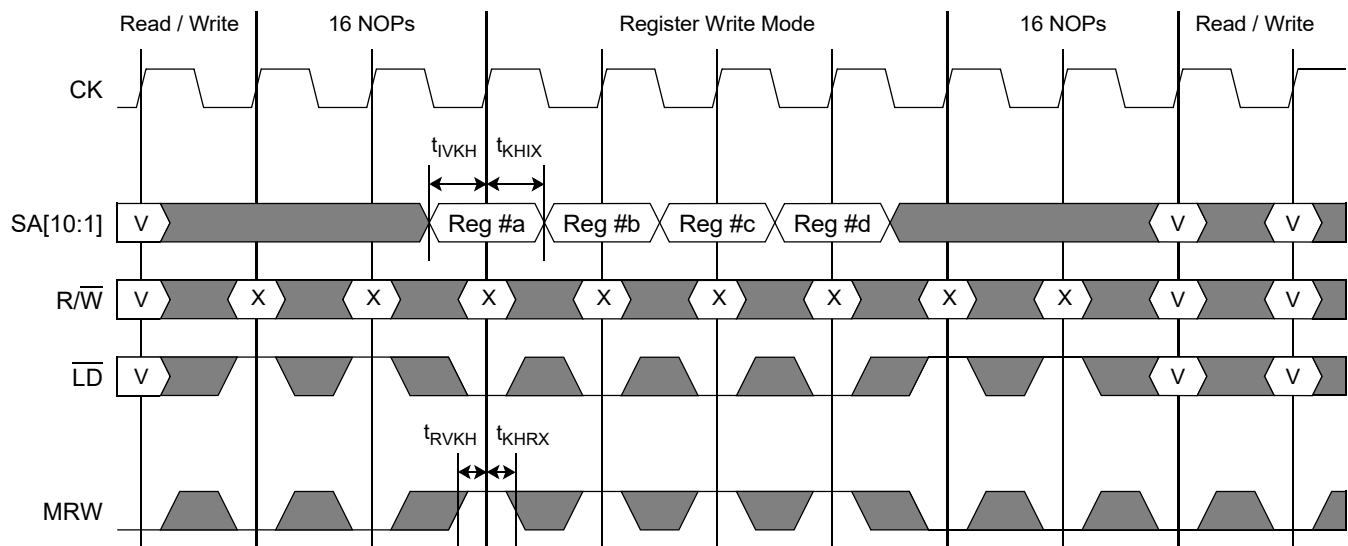 Read / Write 16 NOPs Register Write Mode 16 NOPs Read / Write
CK
tIVKH tKHIX
SA[10:1] V Reg #a Reg #b Reg #c Reg #d V V
R/W̅ V X X X X X X X X V V
L̅D̅ V V V
tRVKH tKHRX
MRW